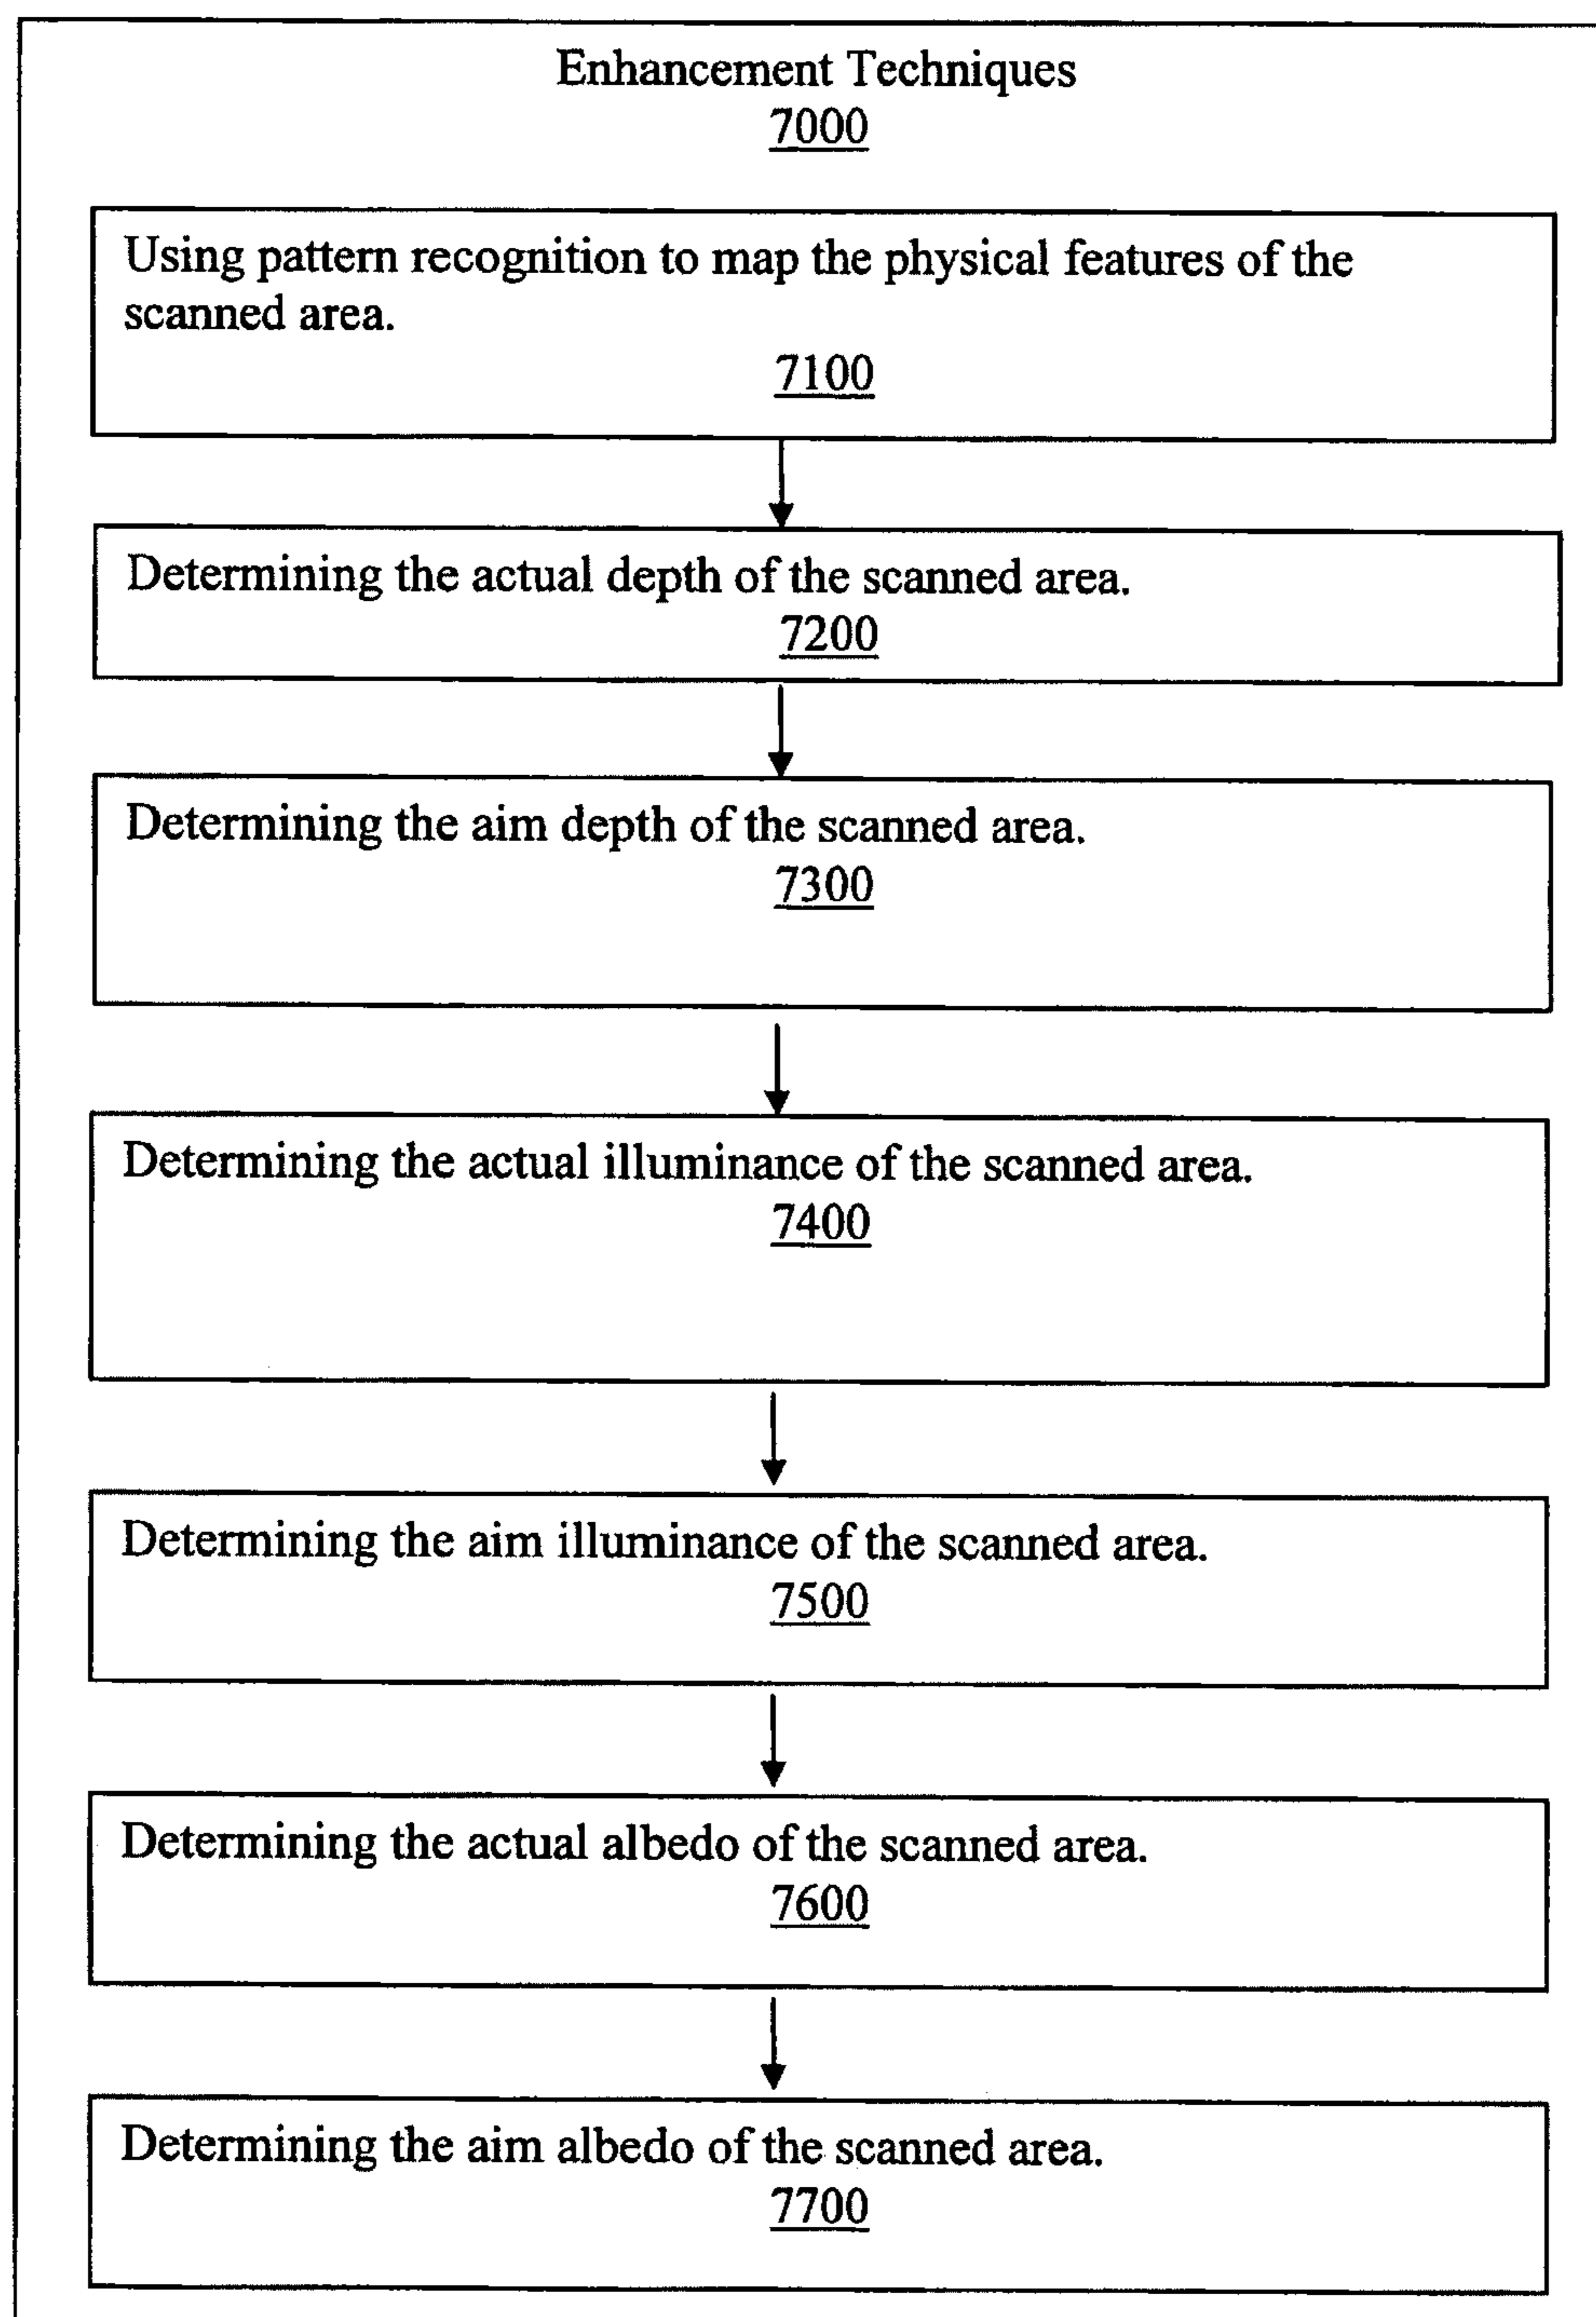 Enhancement Techniques
7000
Using pattern recognition to map the physical features of the
scanned area.
7100
Determining the actual depth of the scanned area.
7200
Determining the aim depth of the scanned area.
7300
Determining the actual illuminance of the scanned area.
7400
Determining the aim illuminance of the scanned area.
7500
Determining the actual albedo of the scanned area.
7600
Determining the aim albedo of the scanned area.
7700